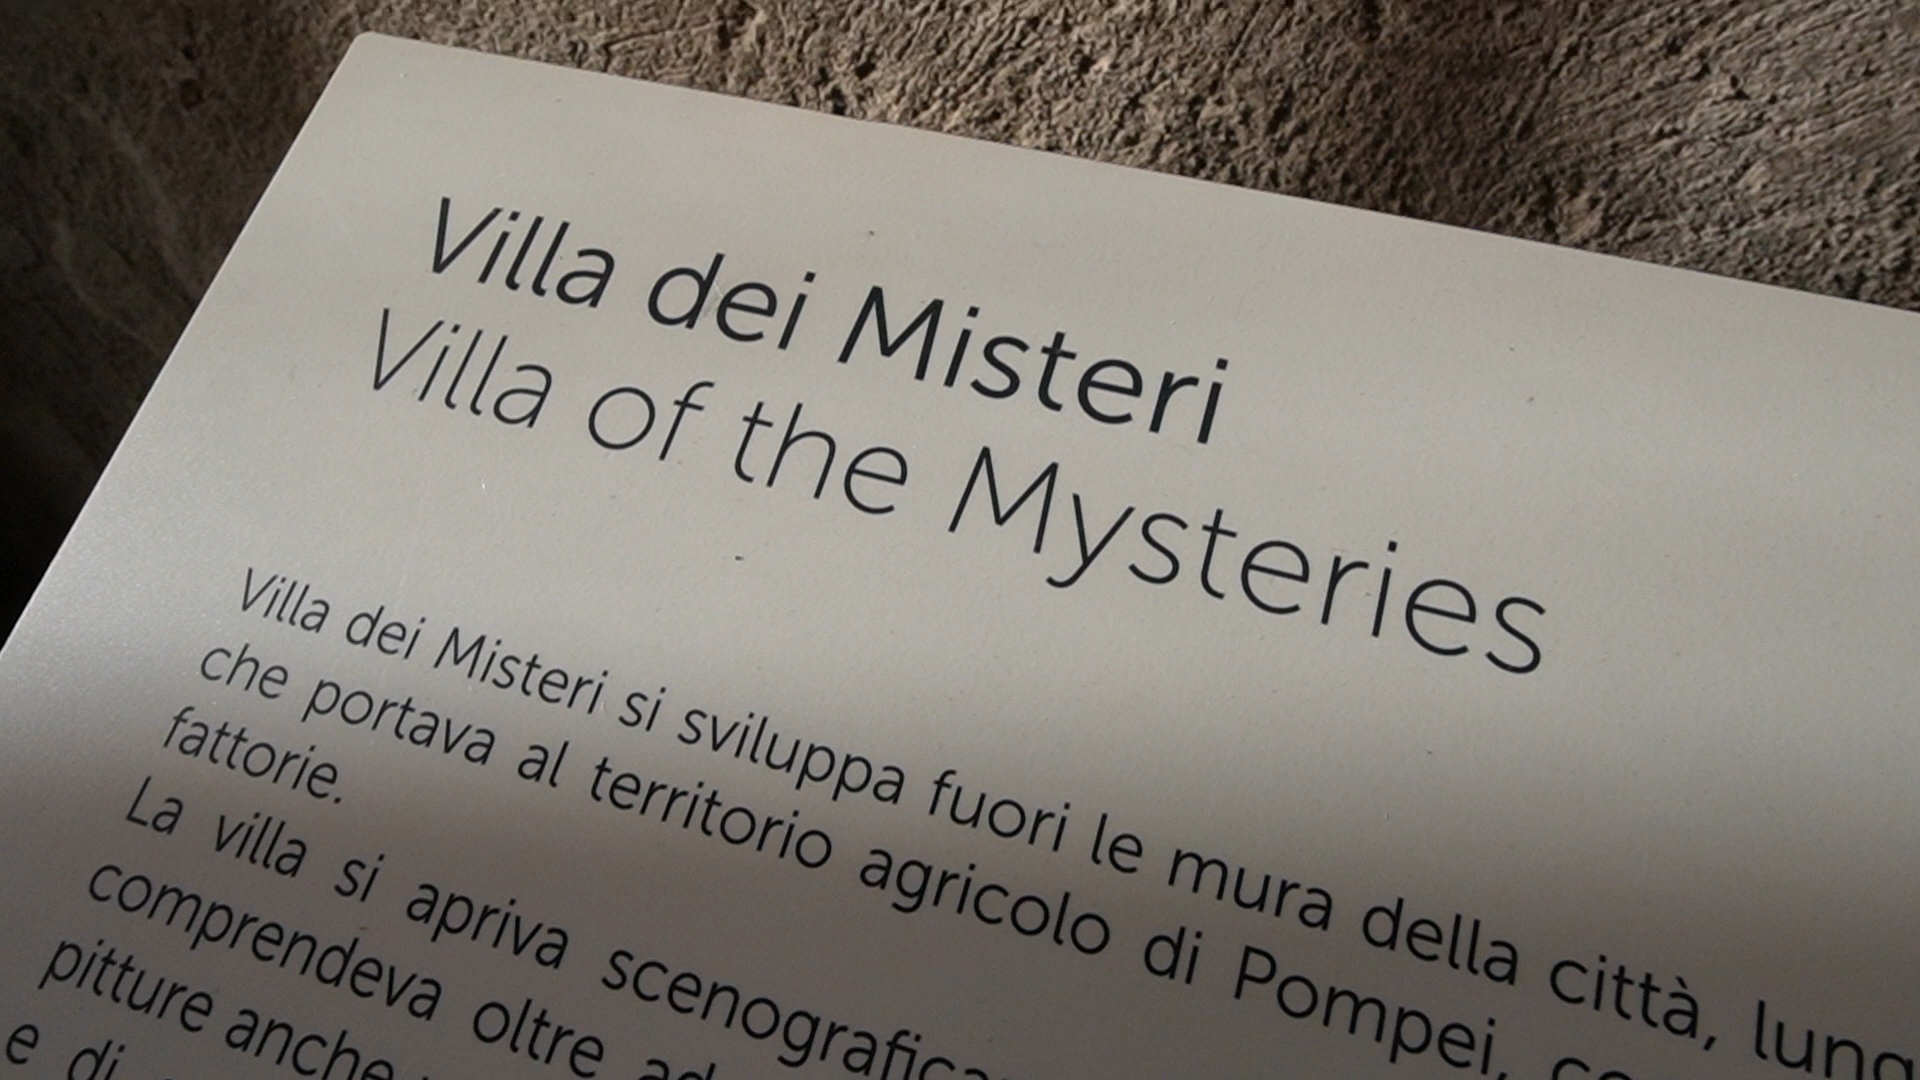 Villa dei Misteri
Villa of the Mysteries
Villa dei Misteri si sviluppa fuori le mura della città,
che portava al territorio agricolo di Pompei,
fattorie.
La villa si apriva
comprendeva oltre
pitture anche
e di